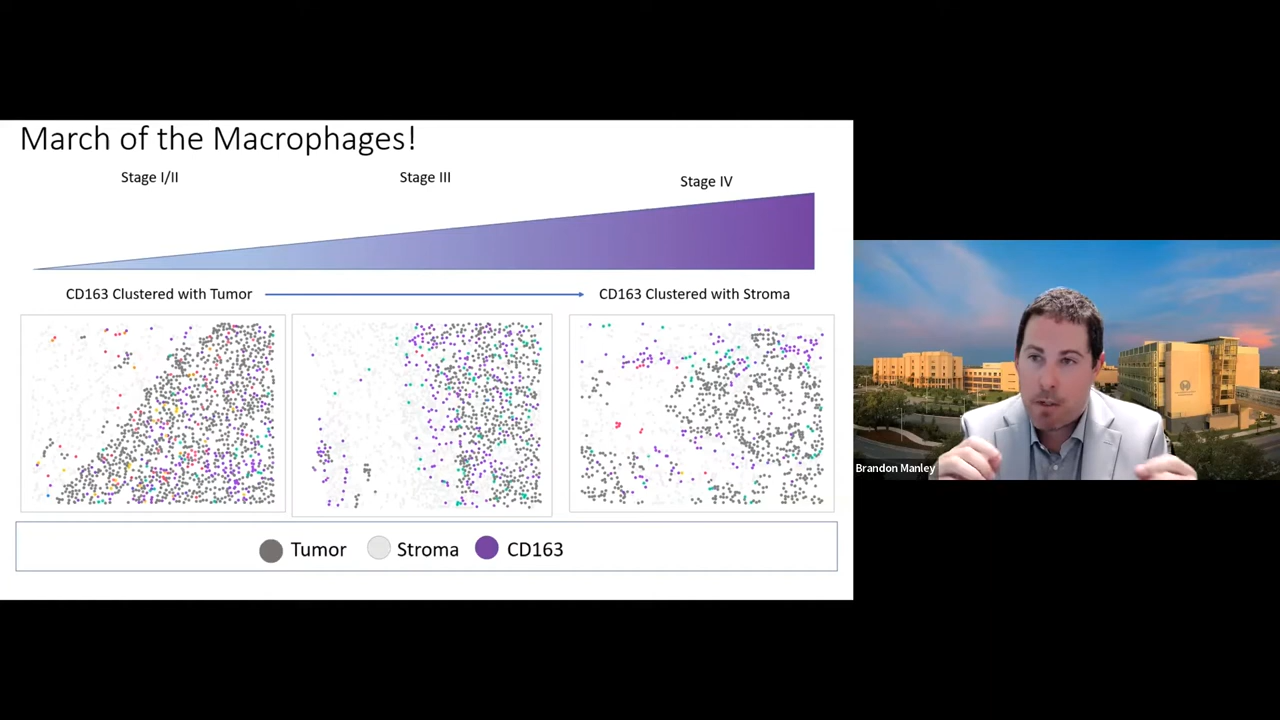 March of the Macrophages!
Stage I/II
Stage III
Stage IV
CD163 Clustered with Tumor
CD163 Clustered with Stroma
Tumor
Stroma
CD163
Brandon Manley